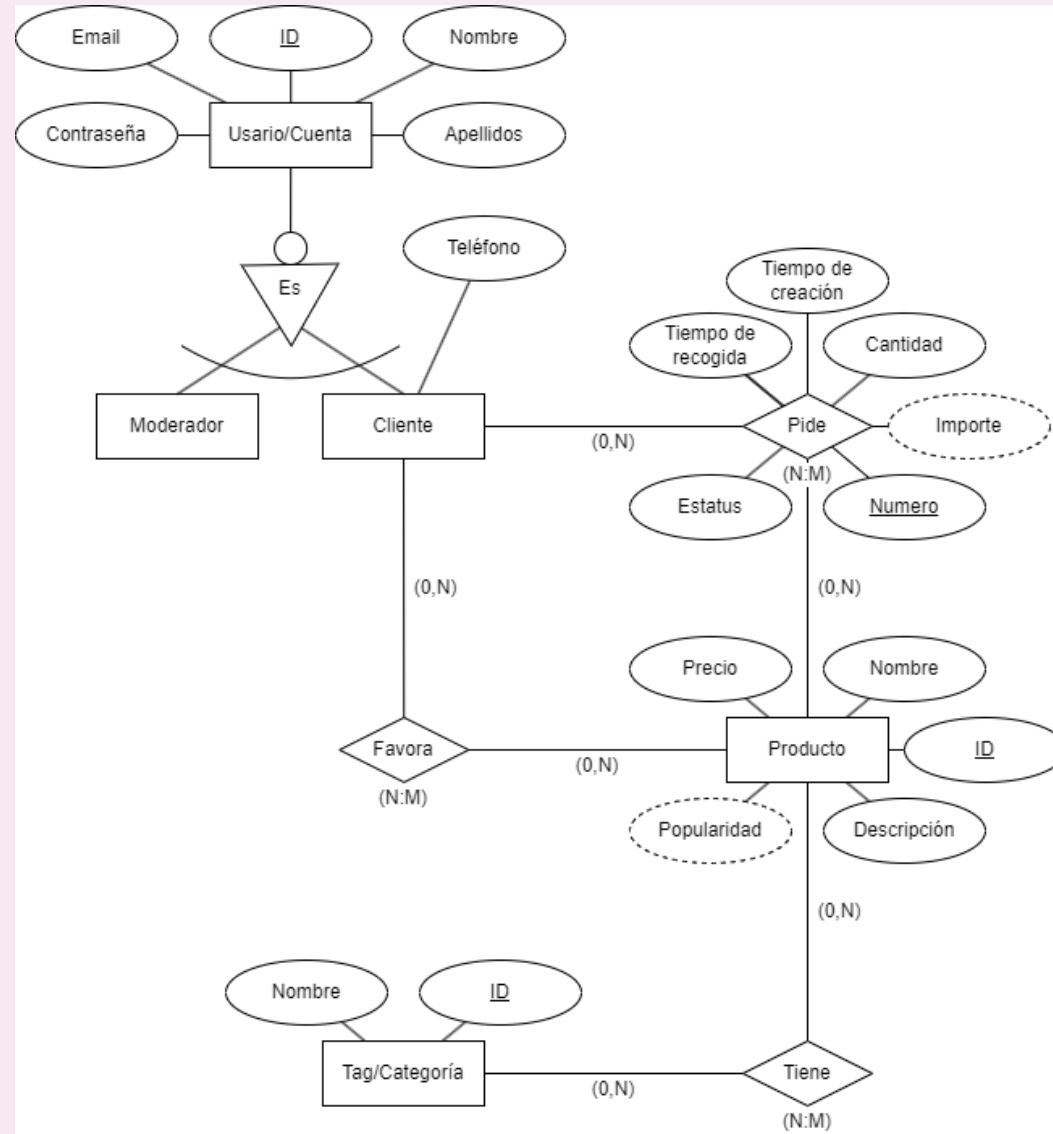 Email
ID
Nombre
Contraseña
Usario/Cuenta
Apellidos
Teléfono
Es
Tiempo de
creación
Tiempo de
recogida
Cantidad
Moderador
Cliente
(0,N)
Pide
Importe
(N:M)
Estatus
Numero
(0,N)
(0,N)
Precio
Nombre
Favora
(0,N)
Producto
ID
(N:M)
Popularidad
Descripción
(0,N)
Nombre
ID
Tag/Categoría
(0,N)
Tiene
(N:M)